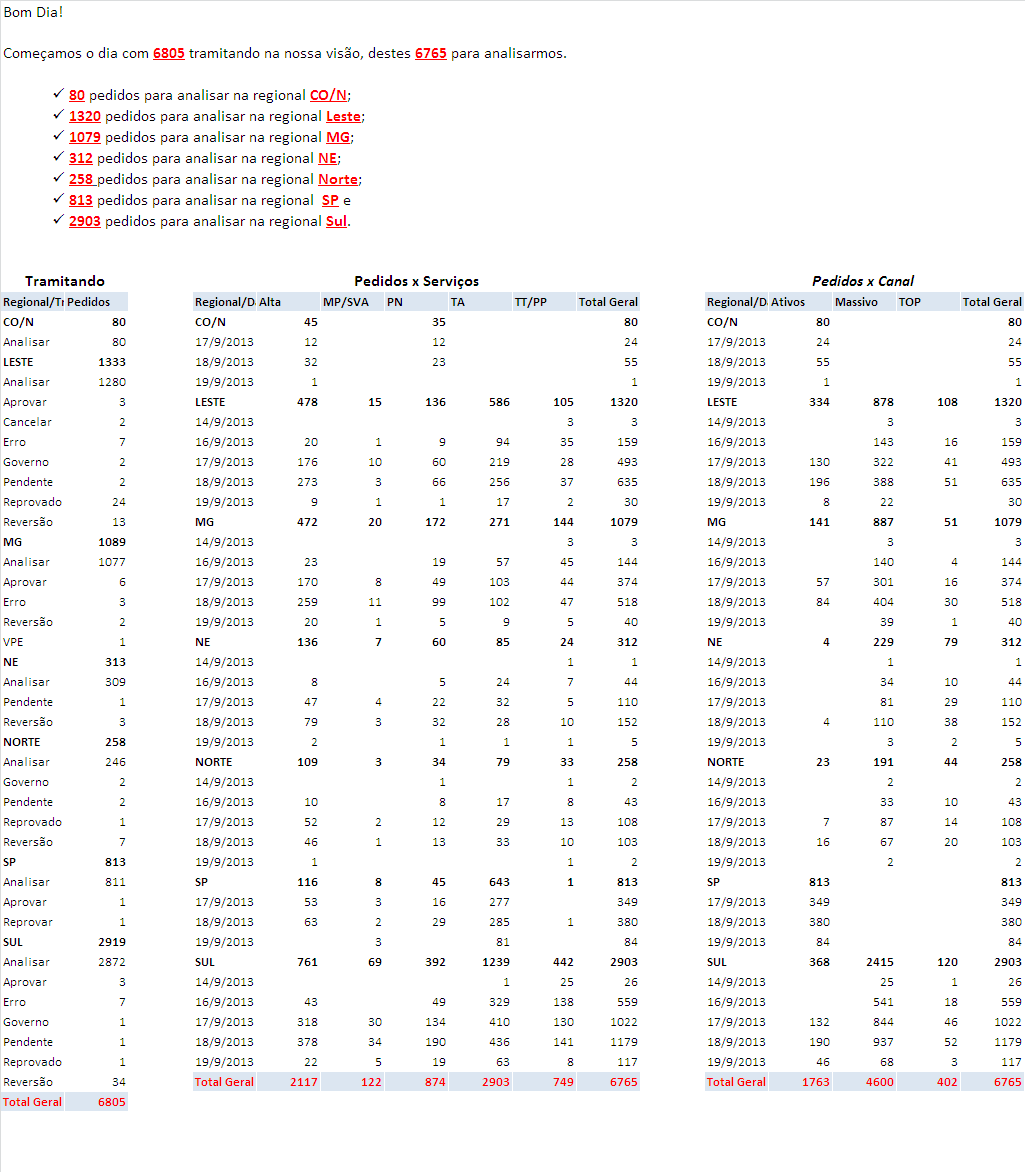 Bom Dia!
Começamos o dia com 6805 tramitando na nossa visão, destes 6765 para analisarmos.
✓ 80 pedidos para analisar na regional CO/N;
✓ 1320 pedidos para analisar na regional Leste;
✓ 1079 pedidos para analisar na regional MG;
✓ 312 pedidos para analisar na regional NE;
✓ 258 pedidos para analisar na regional Norte;
✓ 813 pedidos para analisar na regional SP e
✓ 2903 pedidos para analisar na regional Sul.
Tramitando
Regional/Tr Pedidos
CO/N 80
Analisar 80
LESTE 1333
Analisar 1280
Aprovar 3
Cancelar 2
Erro 7
Governo 2
Pendente 2
Reprovado 24
Reversão 13
MG 1089
Analisar 1077
Aprovar 6
Erro 3
Reversão 2
VPE 1
NE 313
Analisar 309
Pendente 1
Reversão 3
NORTE 258
Analisar 246
Governo 2
Pendente 2
Reprovado 1
Reversão 7
SP 813
Analisar 811
Aprovar 1
Reprovar 1
SUL 2919
Analisar 2872
Aprovar 3
Erro 7
Governo 1
Pendente 1
Reprovado 1
Reversão 34
Total Geral 6805
Pedidos x Serviços
Regional/D Alta MP/SVA PN TA TT/PP Total Geral
CO/N 45 35 80
17/9/2013 12 12 24
18/9/2013 32 23 55
19/9/2013 1 1
LESTE 478 15 136 586 105 1320
14/9/2013 3 3
16/9/2013 20 1 9 94 35 159
17/9/2013 176 10 60 219 28 493
18/9/2013 273 3 66 256 37 635
19/9/2013 9 1 1 17 2 30
MG 472 20 172 271 144 1079
14/9/2013 3 3
16/9/2013 23 19 57 45 144
17/9/2013 170 8 49 103 44 374
18/9/2013 259 11 99 102 47 518
19/9/2013 20 1 5 9 5 40
NE 136 7 60 85 24 312
14/9/2013 1 1
16/9/2013 8 5 24 7 44
17/9/2013 47 4 22 32 5 110
18/9/2013 79 3 32 28 10 152
19/9/2013 2 1 1 1 5
NORTE 109 3 34 79 33 258
14/9/2013 1 1 2
16/9/2013 10 8 17 8 43
17/9/2013 52 2 12 29 13 108
18/9/2013 46 1 13 33 10 103
19/9/2013 1 1 2
SP 116 8 45 643 1 813
17/9/2013 53 3 16 277 349
18/9/2013 63 2 29 285 1 380
19/9/2013 3 81 84
SUL 761 69 392 1239 442 2903
14/9/2013 1 25 26
16/9/2013 43 49 329 138 559
17/9/2013 318 30 134 410 130 1022
18/9/2013 378 34 190 436 141 1179
19/9/2013 22 5 19 63 8 117
Total Geral 2117 122 874 2903 749 6765
Pedidos x Canal
Regional/D Ativos Massivo TOP Total Geral
CO/N 80 80
17/9/2013 24 24
18/9/2013 55 55
19/9/2013 1 1
LESTE 334 878 108 1320
14/9/2013 3 3
16/9/2013 143 16 159
17/9/2013 130 322 41 493
18/9/2013 196 388 51 635
19/9/2013 8 22 30
MG 141 887 51 1079
14/9/2013 3 3
16/9/2013 140 4 144
17/9/2013 57 301 16 374
18/9/2013 84 404 30 518
19/9/2013 39 1 40
NE 4 229 79 312
14/9/2013 1 1
16/9/2013 34 10 44
17/9/2013 81 29 110
18/9/2013 4 110 38 152
19/9/2013 3 2 5
NORTE 23 191 44 258
14/9/2013 2 2
16/9/2013 33 10 43
17/9/2013 7 87 14 108
18/9/2013 16 67 20 103
19/9/2013 2 2
SP 813 813
17/9/2013 349 349
18/9/2013 380 380
19/9/2013 84 84
SUL 368 2415 120 2903
14/9/2013 25 1 26
16/9/2013 541 18 559
17/9/2013 132 844 46 1022
18/9/2013 190 937 52 1179
19/9/2013 46 68 3 117
Total Geral 1763 4600 402 6765